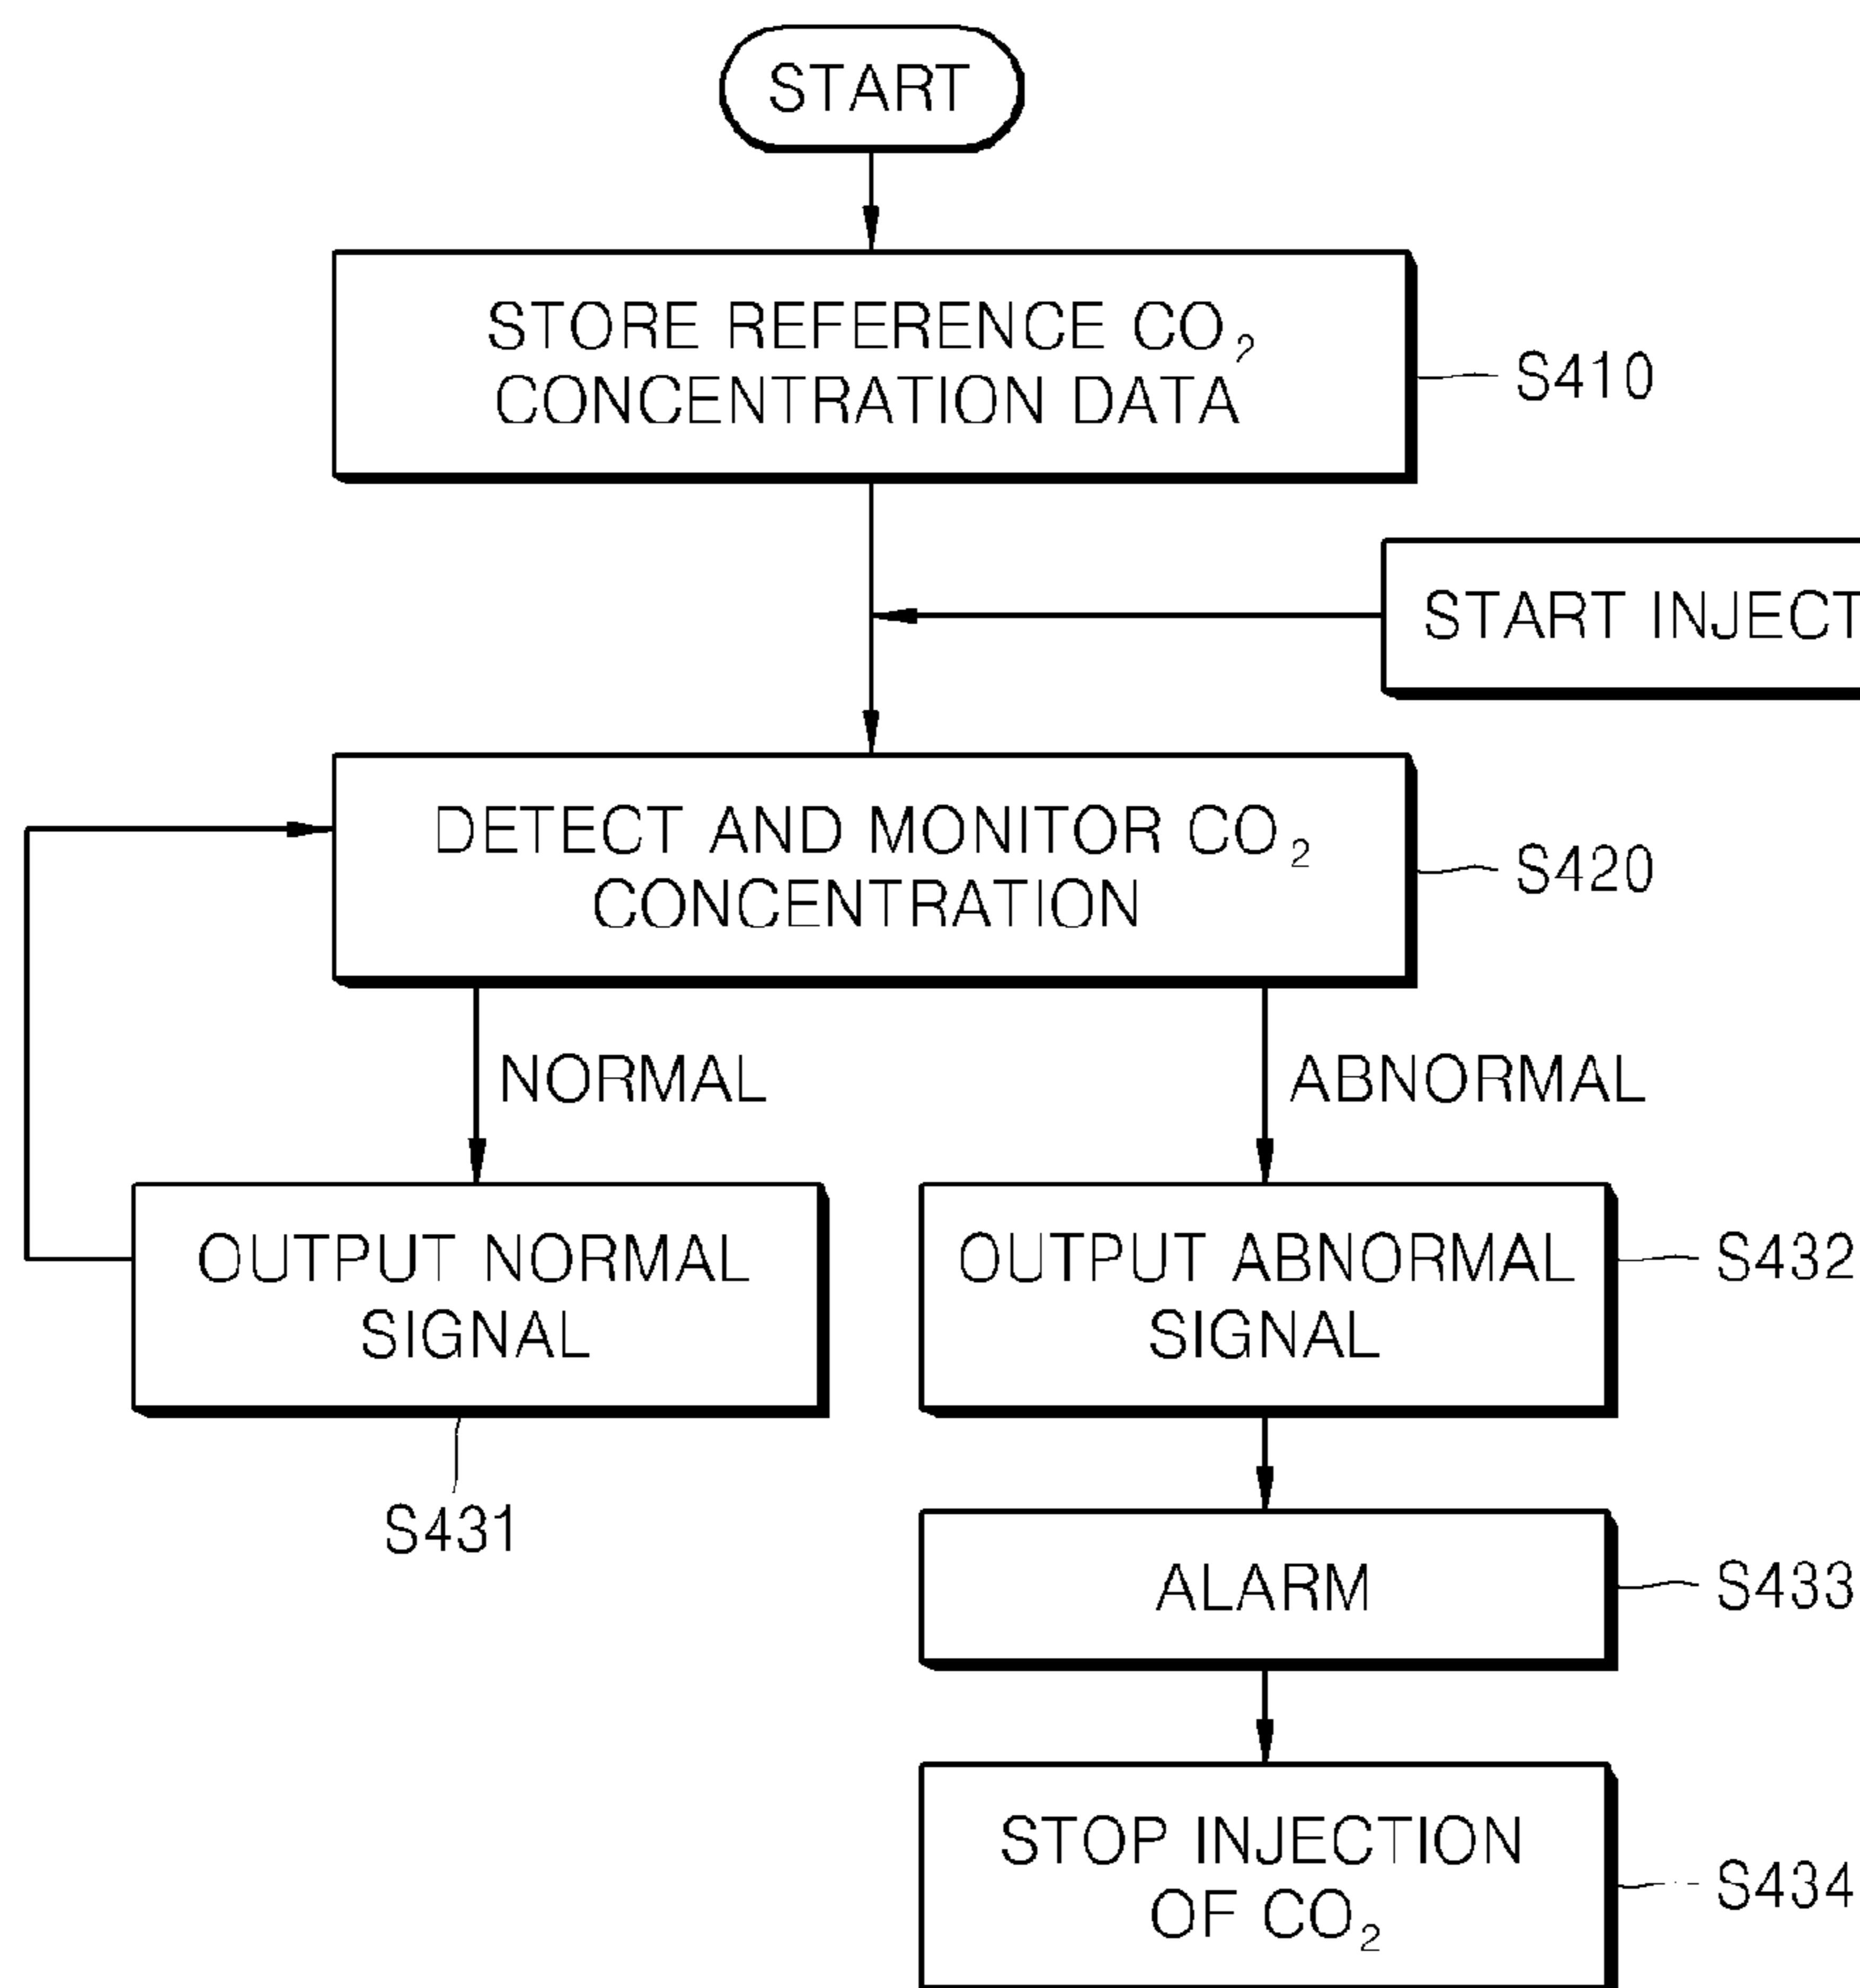 START
STORE REFERENCE CO₂
CONCENTRATION DATA
S410
START INJECT
DETECT AND MONITOR CO₂
CONCENTRATION
S420
NORMAL
ABNORMAL
OUTPUT NORMAL
SIGNAL
S431
OUTPUT ABNORMAL
SIGNAL
S432
ALARM
S433
STOP INJECTION
OF CO₂
S434